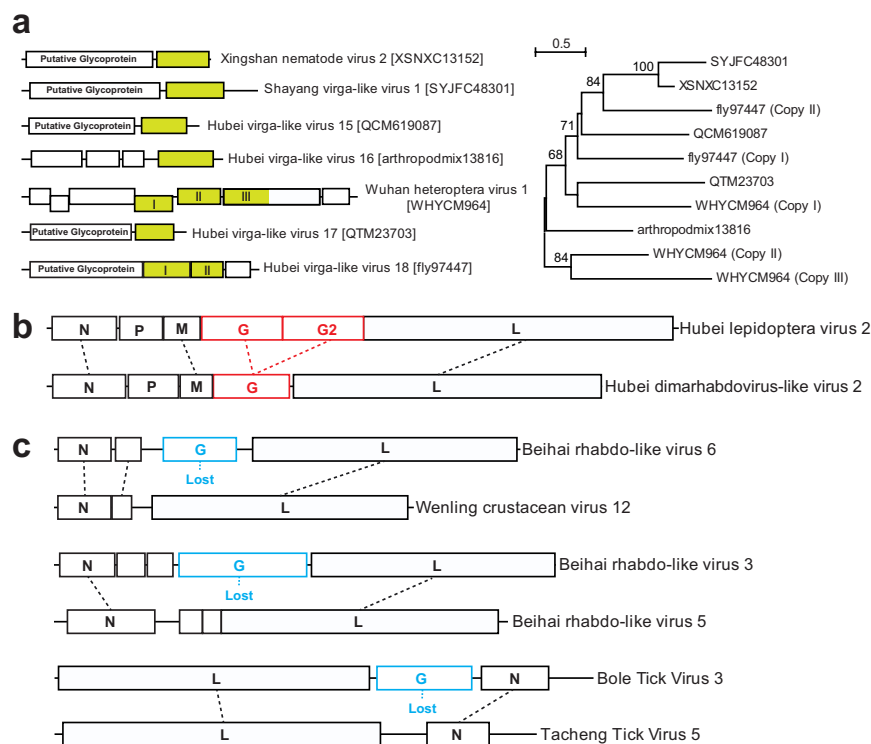 a
Putative Glycoprotein
Xingshan nematode virus 2 [XSNXC13152]
Putative Glycoprotein
Shayang virga-like virus 1 [SYJFC48301]
Putative Glycoprotein
Hubei virga-like virus 15 [QCM619087]
Hubei virga-like virus 16 [arthropodmix13816]
I II III
Wuhan heteroptera virus 1
[WHYCM964]
Putative Glycoprotein
Hubei virga-like virus 17 [QTM23703]
Putative Glycoprotein I II
Hubei virga-like virus 18 [fly97447]
0.5
100
84
71
68
84
SYJFC48301
XSNXC13152
fly97447 (Copy II)
QCM619087
fly97447 (Copy I)
QTM23703
WHYCM964 (Copy I)
arthropodmix13816
WHYCM964 (Copy II)
WHYCM964 (Copy III)
b
N P M G G2 L
Hubei lepidoptera virus 2
N P M G L
Hubei dimarhabdovirus-like virus 2
c
N G L
Lost
Beihai rhabdo-like virus 6
N L
Wenling crustacean virus 12
N G L
Lost
Beihai rhabdo-like virus 3
N L
Beihai rhabdo-like virus 5
L G N
Lost
Bole Tick Virus 3
L N
Tacheng Tick Virus 5